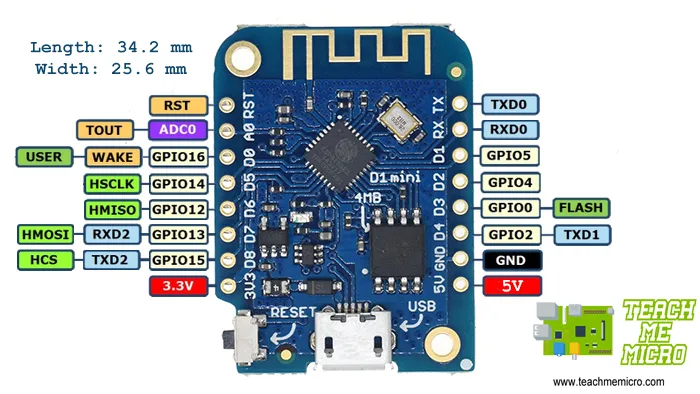 Length: 34.2 mm
Width: 25.6 mm
RST RST TX TXD0
TOUT ADC0 A0 RX RXD0
USER WAKE GPIO16 D0 D1 GPIO5
HSCLK GPIO14 D5 D2 GPIO4
D1 mini
HMISO GPIO12 D6 4MB D3 GPIO0 FLASH
HMOSI RXD2 GPIO13 D7 D4 GPIO2 TXD1
HCS TXD2 GPIO15 D8 GND GND
3.3V 3V3 5V 5V
RESET USB
TEACH
ME
MICRO
www.teachmemicro.com